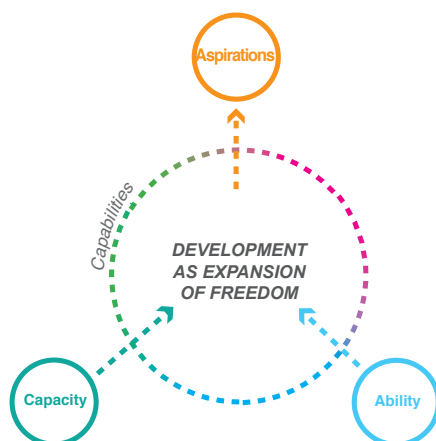 Aspirations
Capabilities
DEVELOPMENT
AS EXPANSION
OF FREEDOM
Capacity
Ability